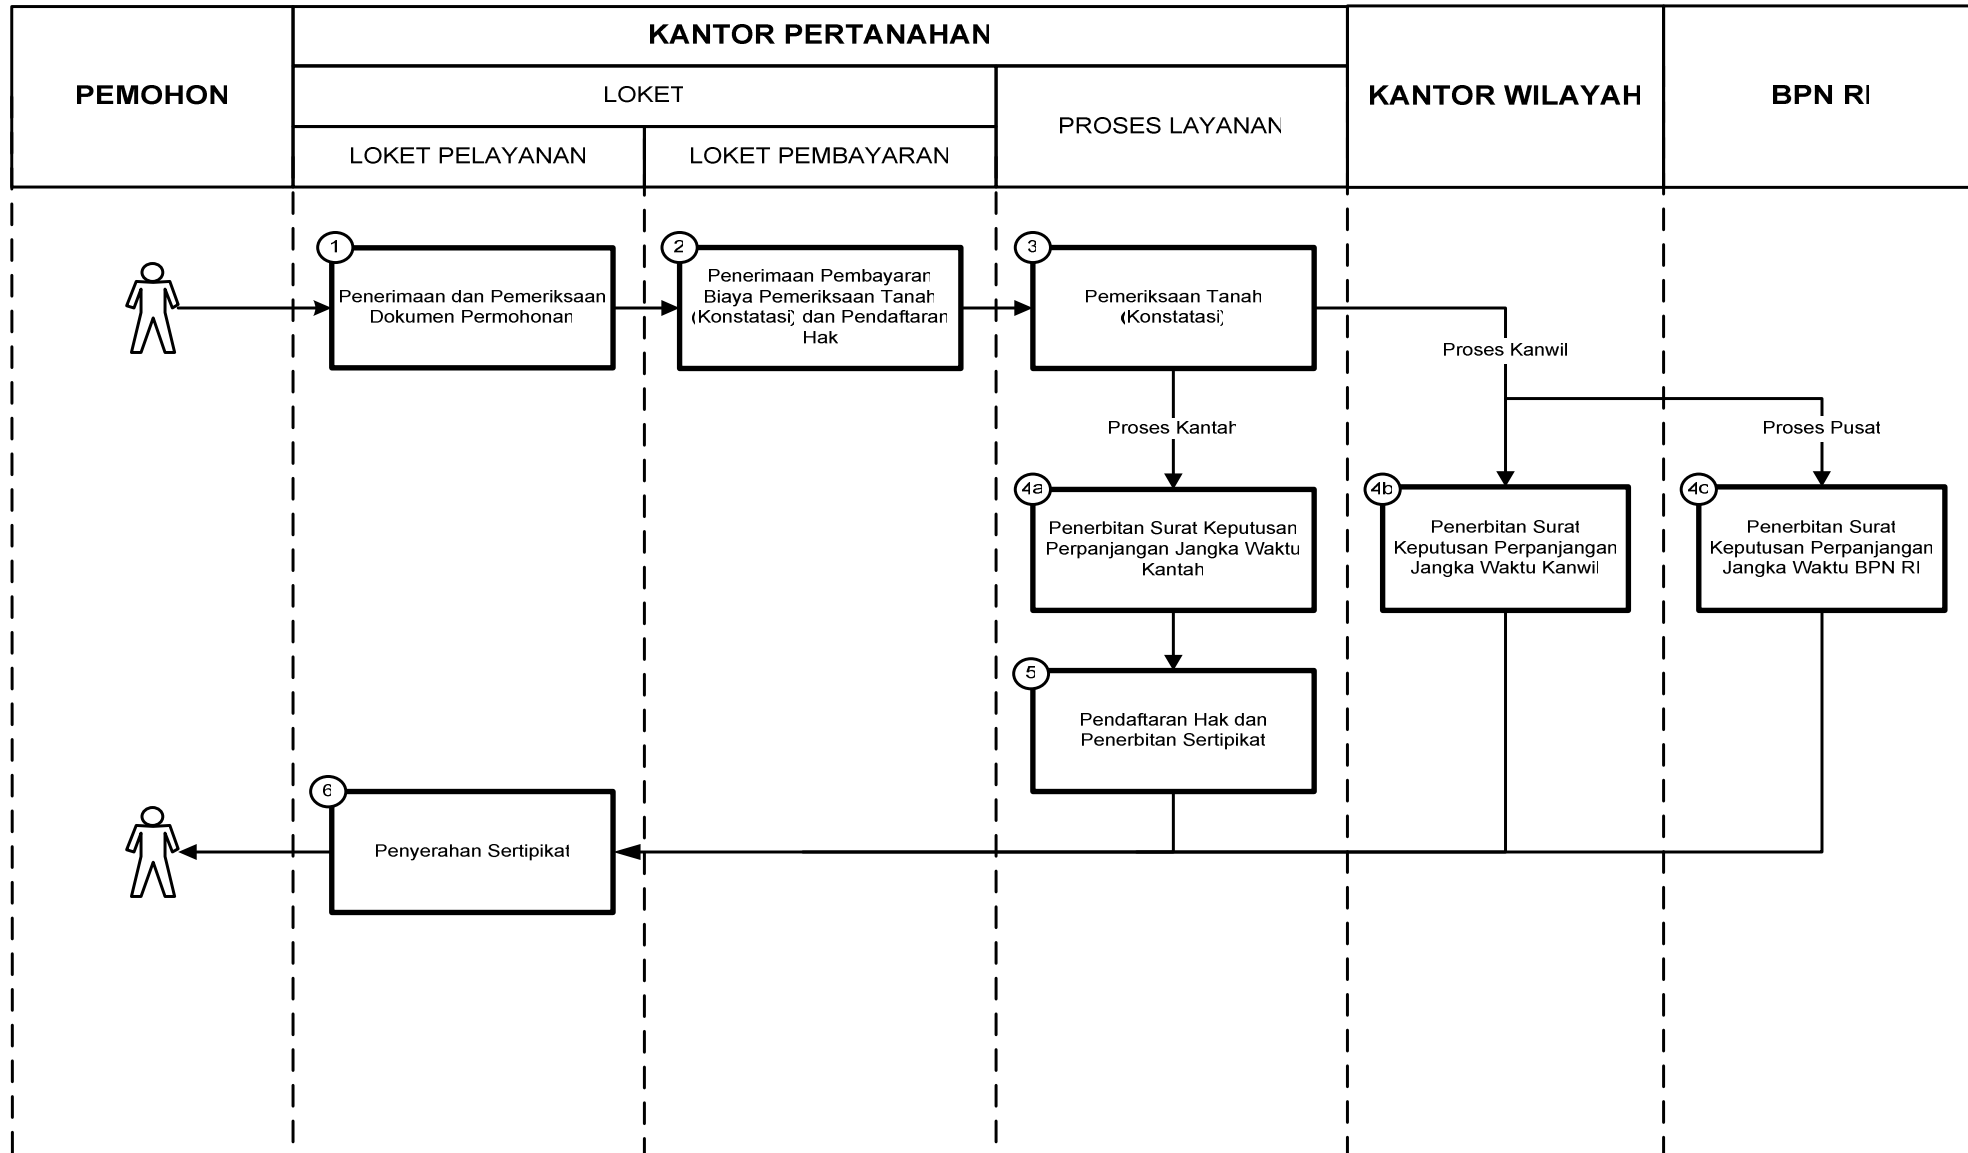 PEMOHON
KANTOR PERTANAHAN
LOKET
LOKET PELAYANAN
LOKET PEMBAYARAN
PROSES LAYANAN
KANTOR WILAYAH
BPN RI
1
Penerimaan dan Pemeriksaan
Dokumen Permohonan
2
Penerimaan Pembayaran
Biaya Pemeriksaan Tanah
(Konstatasi) dan Pendaftaran
Hak
3
Pemeriksaan Tanah
(Konstatasi)
Proses Kanwil
Proses Kantah
Proses Pusat
4a
Penerbitan Surat Keputusan
Perpanjangan Jangka Waktu
Kantah
4b
Penerbitan Surat
Keputusan Perpanjangan
Jangka Waktu Kanwil
4c
Penerbitan Surat
Keputusan Perpanjangan
Jangka Waktu BPN RI
5
Pendaftaran Hak dan
Penerbitan Sertipikat
6
Penyerahan Sertipikat